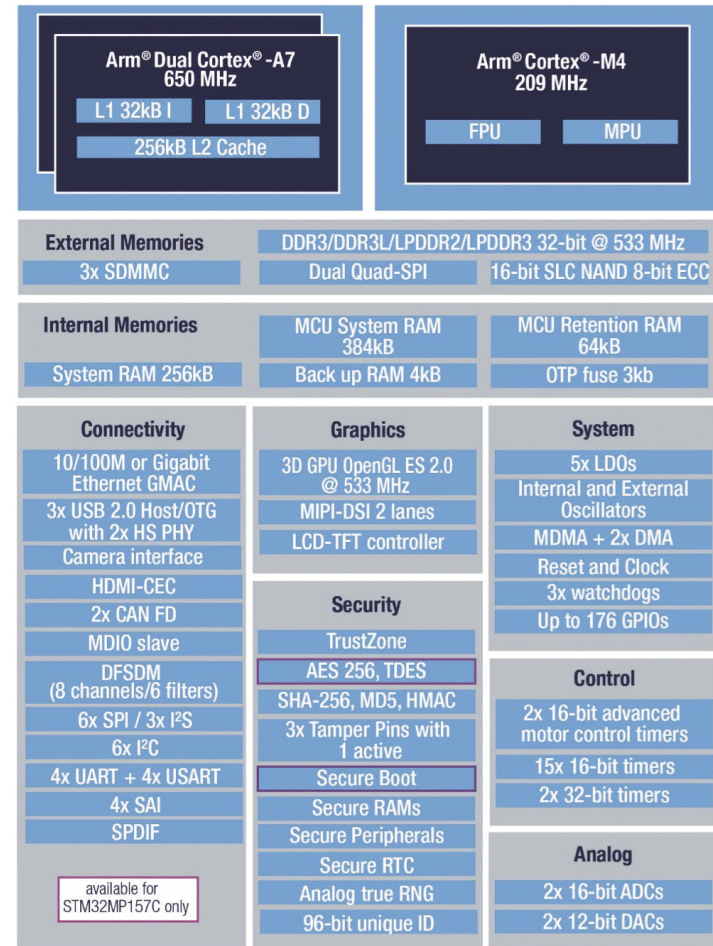 Arm® Dual Cortex® -A7
650 MHz
L1 32kB I
L1 32kB D
256kB L2 Cache
Arm® Cortex® -M4
209 MHz
FPU
MPU
External Memories
DDR3/DDR3L/LPDDR2/LPDDR3 32-bit @ 533 MHz
3x SDMMC
Dual Quad-SPI
16-bit SLC NAND 8-bit ECC
Internal Memories
MCU System RAM
384kB
MCU Retention RAM
64kB
System RAM 256kB
Back up RAM 4kB
OTP fuse 3kb
Connectivity
10/100M or Gigabit
Ethernet GMAC
3x USB 2.0 Host/OTG
with 2x HS PHY
Camera interface
HDMI-CEC
2x CAN FD
MDIO slave
DFSDM
(8 channels/6 filters)
6x SPI / 3x I²S
6x I²C
4x UART + 4x USART
4x SAI
SPDIF
available for
STM32MP157C only
Graphics
3D GPU OpenGL ES 2.0
@ 533 MHz
MIPI-DSI 2 lanes
LCD-TFT controller
Security
TrustZone
AES 256, TDES
SHA-256, MD5, HMAC
3x Tamper Pins with
1 active
Secure Boot
Secure RAMs
Secure Peripherals
Secure RTC
Analog true RNG
96-bit unique ID
System
5x LDOs
Internal and External
Oscillators
MDMA + 2x DMA
Reset and Clock
3x watchdogs
Up to 176 GPIOs
Control
2x 16-bit advanced
motor control timers
15x 16-bit timers
2x 32-bit timers
Analog
2x 16-bit ADCs
2x 12-bit DACs